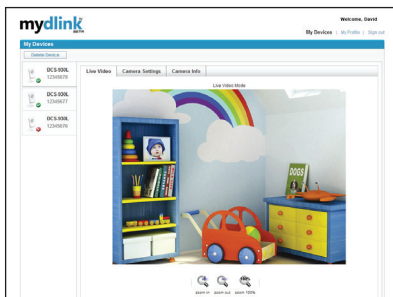 mydlink
Welcome, David
My Devices | My Profile | Sign out
My Devices
Delete Device
DCS-930L
12345678
DCS-930L
12345677
DCS-930L
12345679
Live Video
Camera Settings
Camera Info
Live Video Mode
DOGS
zoom in
zoom out
zoom 100%